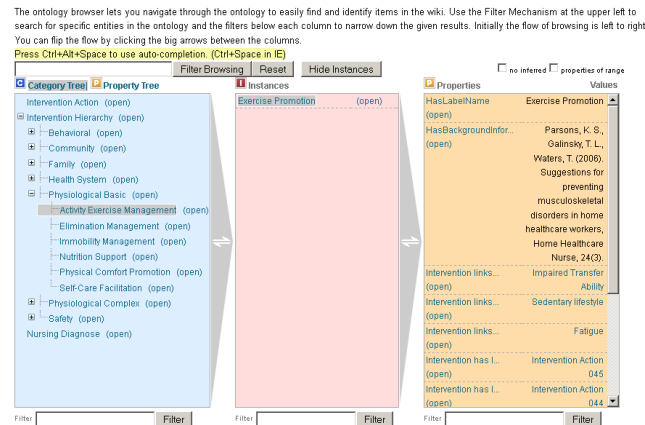 The ontology browser lets you navigate through the ontology to easily find and identify items in the wiki. Use the Filter Mechanism at the upper left to
search for specific entities in the ontology and the filters below each column to narrow down the given results. Initially the flow of browsing is left to right
You can flip the flow by clicking the big arrows between the columns.
Press Ctrl+Alt+Space to use auto-completion. (Ctrl+Space in IE)
Filter Browsing Reset Hide Instances no inferred properties of range
C Category Tree P Property Tree
Intervention Action (open)
Intervention Hierarchy (open)
Behavioral (open)
Community (open)
Family (open)
Health System (open)
Physiological Basic (open)
Activity Exercise Management (open)
Elimination Management (open)
Immobility Management (open)
Nutrition Support (open)
Physical Comfort Promotion (open)
Self-Care Facilitation (open)
Physiological Complex (open)
Safety (open)
Nursing Diagnose (open)
Filter Filter
I Instances
Exercise Promotion (open)
Filter Filter
P Properties Values
HasLabelName Exercise Promotion
(open)
HasBackgroundInfor... Parsons, K. S.,
(open) Galinsky, T. L.,
Waters, T. (2006).
Suggestions for
preventing
musculoskeletal
disorders in home
healthcare workers,
Home Healthcare
Nurse, 24(3).
Intervention links... Impaired Transfer
(open) Ability
Intervention links... Sedentary lifestyle
(open)
Intervention links... Fatigue
(open)
Intervention has I... Intervention Action
(open) 045
Intervention has I... Intervention Action
(open) 044
Filter Filter